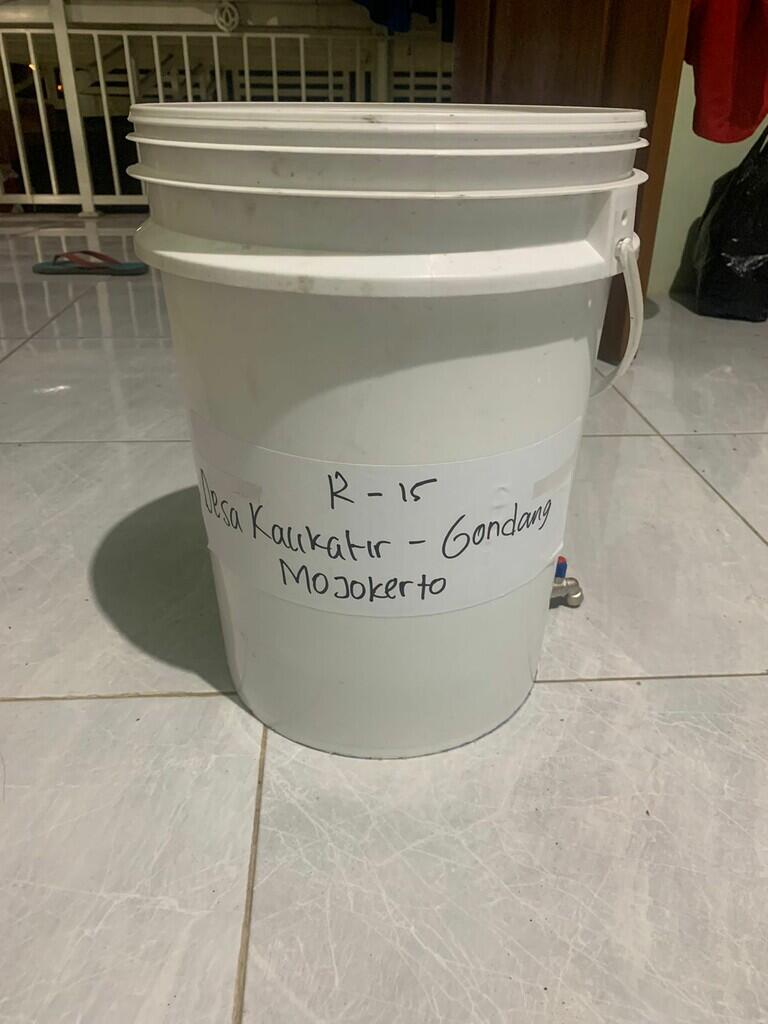 R - 15
Desa Kalikatir - Gondang
Mojokerto